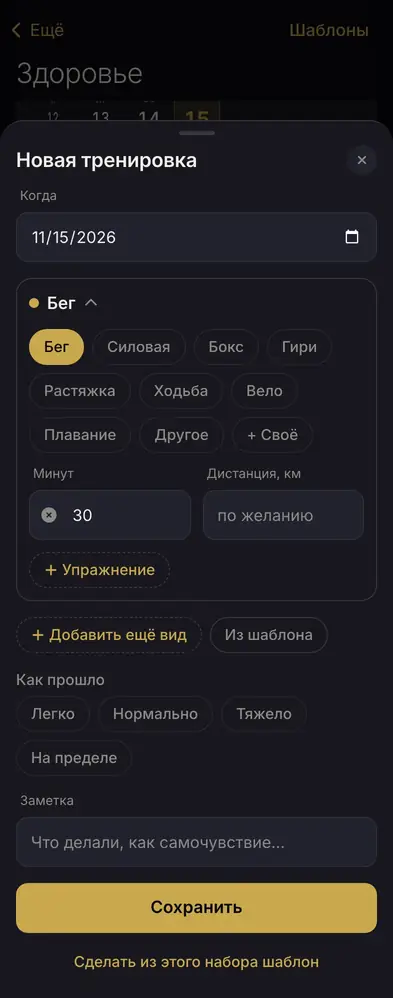 Ещё Шаблоны
Здоровье
12 13 14 15
Новая тренировка
Когда
11/15/2026
Бег
Бег Силовая Бокс Гири
Растяжка Ходьба Вело
Плавание Другое + Своё
Минут Дистанция, км
30 по желанию
+ Упражнение
+ Добавить ещё вид Из шаблона
Как прошло
Легко Нормально Тяжело
На пределе
Заметка
Что делали, как самочувствие...
Сохранить
Сделать из этого набора шаблон